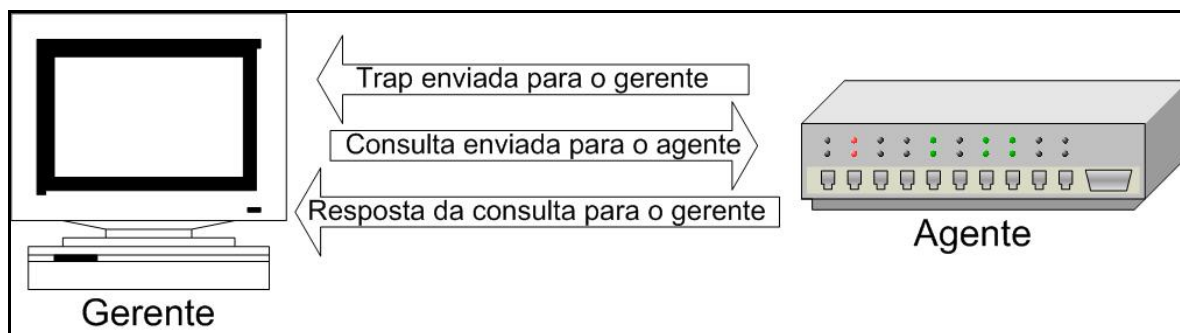 Trap enviada para o gerente
Consulta enviada para o agente
Resposta da consulta para o gerente
Agente
Gerente